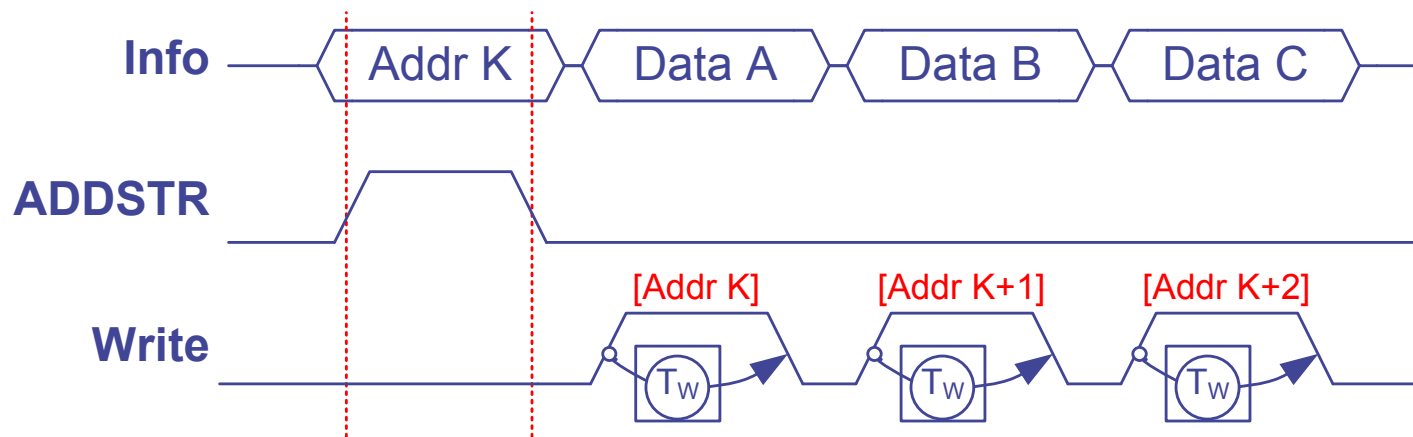 Info Addr K Data A Data B Data C
ADDSTR
[Addr K] [Addr K+1] [Addr K+2]
Write
TW TW TW